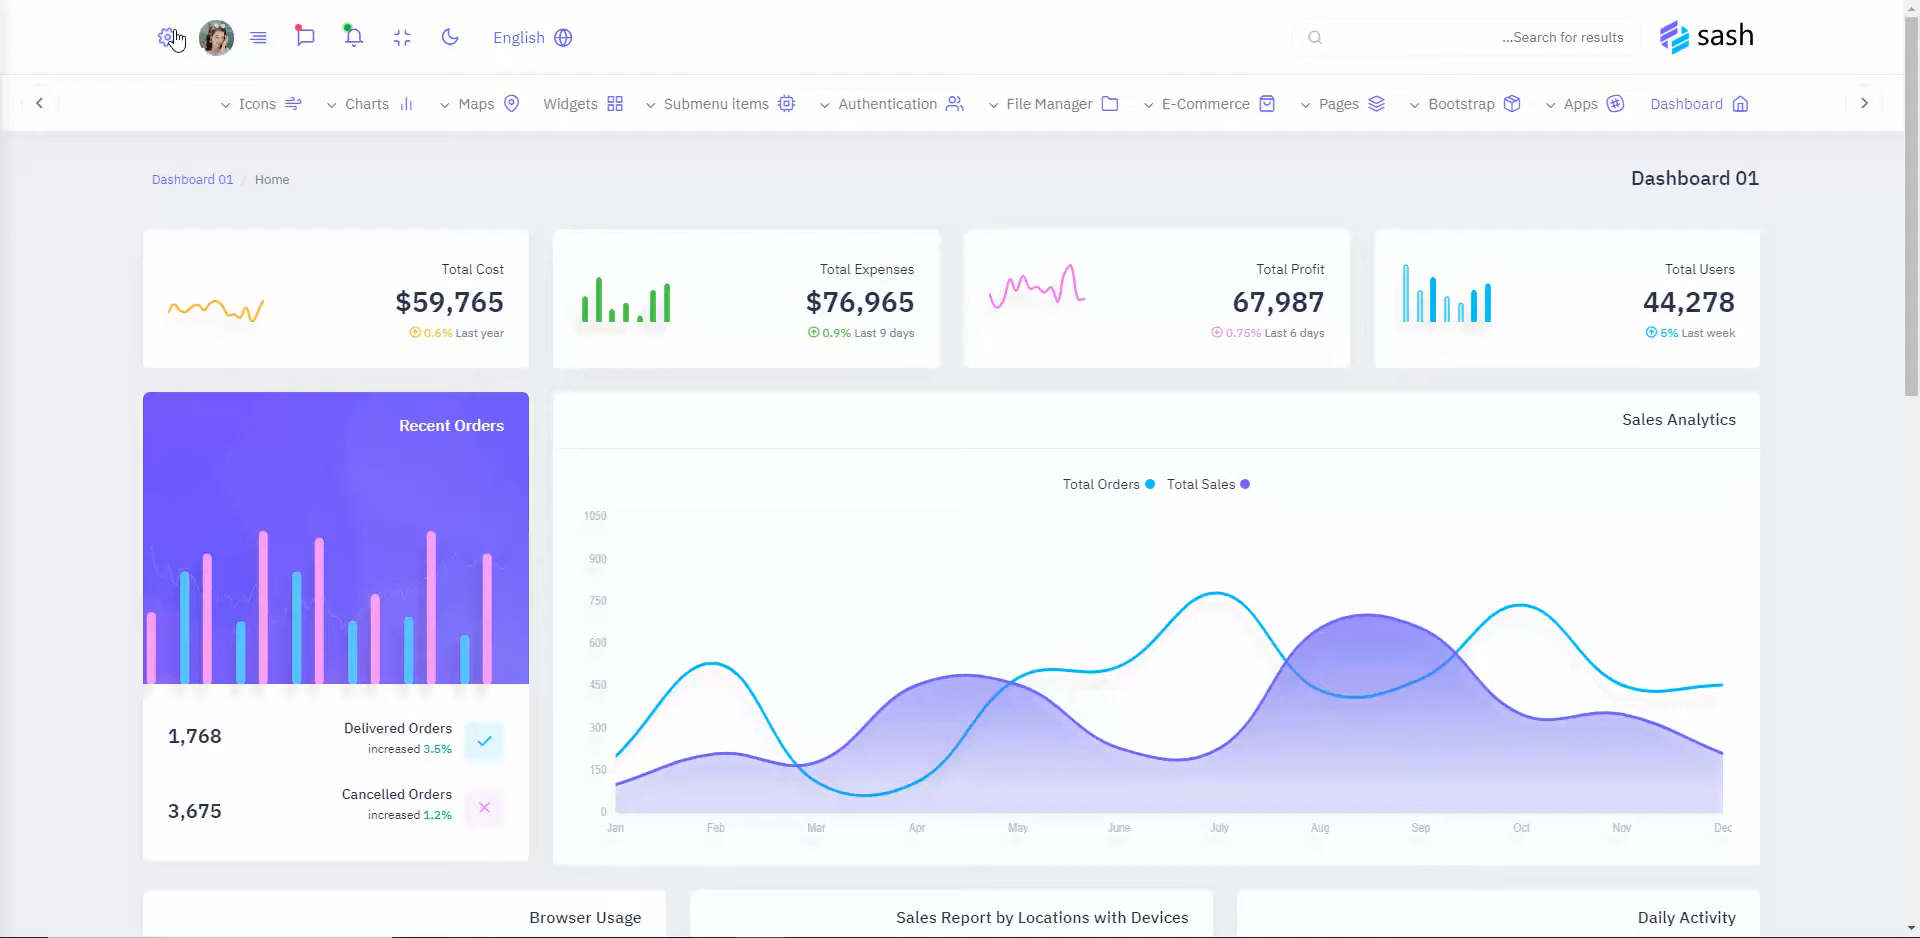 English
...Search for results
sash
Icons
Charts
Maps
Widgets
Submenu items
Authentication
File Manager
E-Commerce
Pages
Bootstrap
Apps
Dashboard
Dashboard 01 / Home
Dashboard 01
Total Cost
$59,765
0.6% Last year
Total Expenses
$76,965
0.9% Last 9 days
Total Profit
67,987
0.75% Last 6 days
Total Users
44,278
5% Last week
Recent Orders
1,768
Delivered Orders
increased 3.5%
3,675
Cancelled Orders
increased 1.2%
Sales Analytics
Total Orders
Total Sales
1050
900
750
600
450
300
150
0
Jan
Feb
Mar
Apr
May
June
July
Aug
Sep
Oct
Nov
Dec
Browser Usage
Sales Report by Locations with Devices
Daily Activity